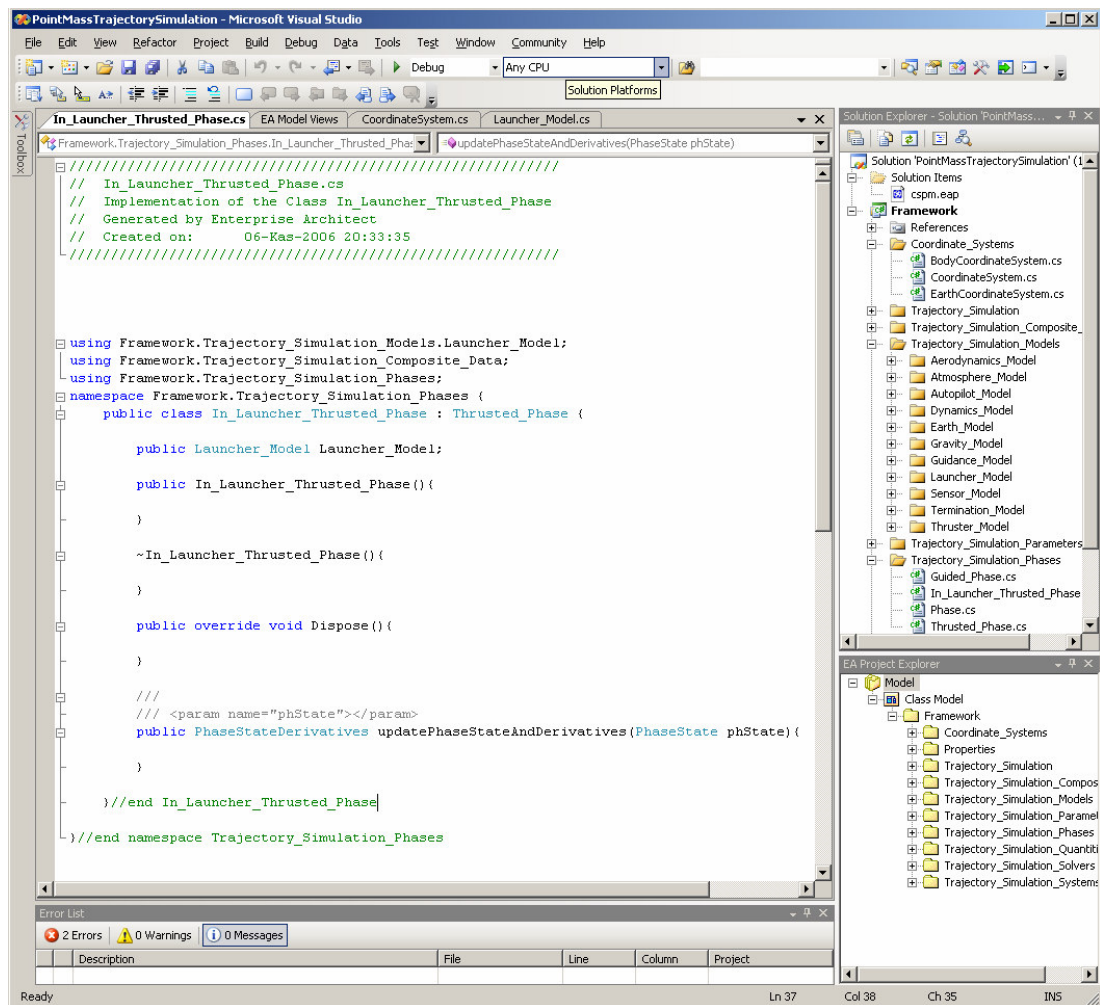 PointMassTrajectorySimulation - Microsoft Visual Studio
File Edit View Refactor Project Build Debug Data Tools Test Window Community Help
Debug Any CPU
Solution Platforms
Toolbox
In_Launcher_Thrusted_Phase.cs EA Model Views CoordinateSystem.cs Launcher_Model.cs
Framework.Trajectory_Simulation_Phases.In_Launcher_Thrusted_Phas updatePhaseStateAndDerivatives(PhaseState phState)
///////////////////////////////////////////////////////////
// In_Launcher_Thrusted_Phase.cs
// Implementation of the Class In_Launcher_Thrusted_Phase
// Generated by Enterprise Architect
// Created on: 06-Kas-2006 20:33:35
///////////////////////////////////////////////////////////
using Framework.Trajectory_Simulation_Models.Launcher_Model;
using Framework.Trajectory_Simulation_Composite_Data;
using Framework.Trajectory_Simulation_Phases;
namespace Framework.Trajectory_Simulation_Phases {
public class In_Launcher_Thrusted_Phase : Thrusted_Phase {
public Launcher_Model Launcher_Model;
public In_Launcher_Thrusted_Phase(){
}
~In_Launcher_Thrusted_Phase(){
}
public override void Dispose(){
}
///
/// <param name="phState"></param>
public PhaseStateDerivatives updatePhaseStateAndDerivatives(PhaseState phState){
}
}//end In_Launcher_Thrusted_Phase
}//end namespace Trajectory_Simulation_Phases
Solution Explorer - Solution 'PointMass...
Solution 'PointMassTrajectorySimulation' (1
Solution Items
cspm.eap
Framework
References
Coordinate_Systems
BodyCoordinateSystem.cs
CoordinateSystem.cs
EarthCoordinateSystem.cs
Trajectory_Simulation
Trajectory_Simulation_Composite_
Trajectory_Simulation_Models
Aerodynamics_Model
Atmosphere_Model
Autopilot_Model
Dynamics_Model
Earth_Model
Gravity_Model
Guidance_Model
Launcher_Model
Sensor_Model
Termination_Model
Thruster_Model
Trajectory_Simulation_Parameters
Trajectory_Simulation_Phases
Guided_Phase.cs
In_Launcher_Thrusted_Phase
Phase.cs
Thrusted_Phase.cs
EA Project Explorer
Model
Class Model
Framework
Coordinate_Systems
Properties
Trajectory_Simulation
Trajectory_Simulation_Compos
Trajectory_Simulation_Models
Trajectory_Simulation_Paramet
Trajectory_Simulation_Phases
Trajectory_Simulation_Quantiti
Trajectory_Simulation_Solvers
Trajectory_Simulation_Systems
Error List
2 Errors 0 Warnings 0 Messages
Description File Line Column Project
Ready Ln 37 Col 38 Ch 35 INS